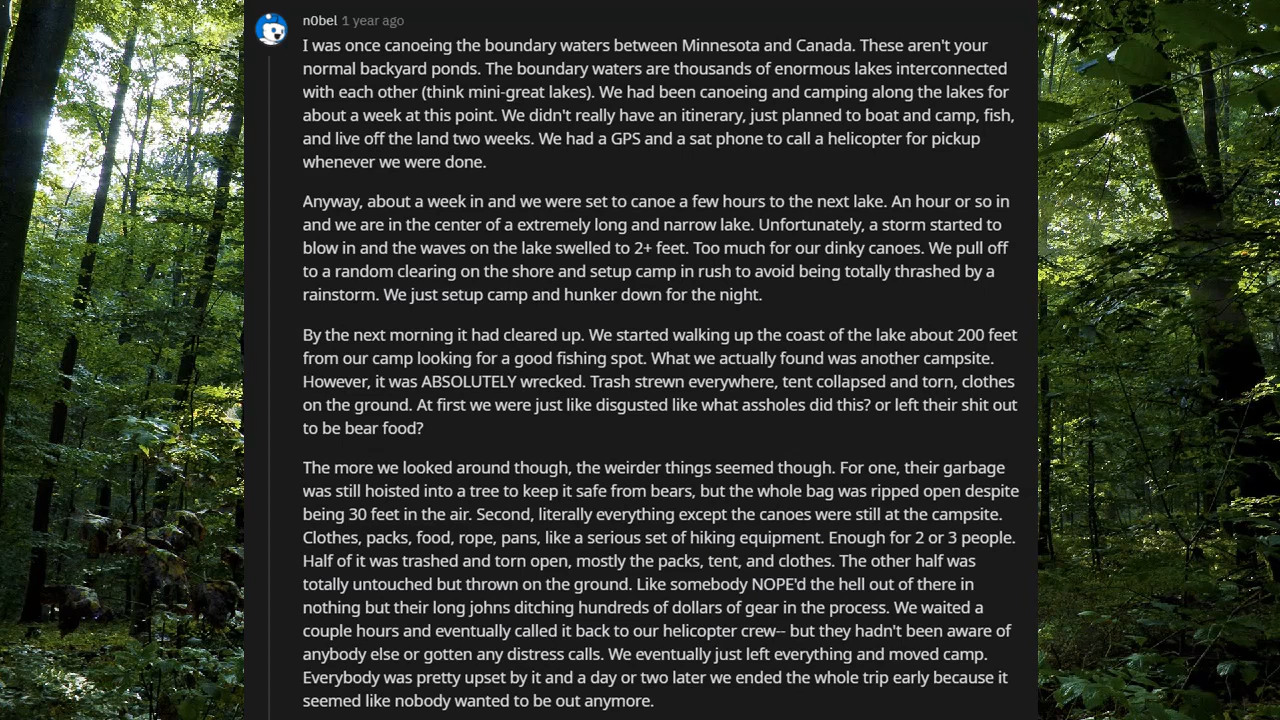 n0bel 1 year ago
I was once canoeing the boundary waters between Minnesota and Canada. These aren't your
normal backyard ponds. The boundary waters are thousands of enormous lakes interconnected
with each other (think mini-great lakes). We had been canoeing and camping along the lakes for
about a week at this point. We didn't really have an itinerary, just planned to boat and camp, fish,
and live off the land two weeks. We had a GPS and a sat phone to call a helicopter for pickup
whenever we were done.
Anyway, about a week in and we were set to canoe a few hours to the next lake. An hour or so in
and we are in the center of a extremely long and narrow lake. Unfortunately, a storm started to
blow in and the waves on the lake swelled to 2+ feet. Too much for our dinky canoes. We pull off
to a random clearing on the shore and setup camp in rush to avoid being totally thrashed by a
rainstorm. We just setup camp and hunker down for the night.
By the next morning it had cleared up. We started walking up the coast of the lake about 200 feet
from our camp looking for a good fishing spot. What we actually found was another campsite.
However, it was ABSOLUTELY wrecked. Trash strewn everywhere, tent collapsed and torn, clothes
on the ground. At first we were just like disgusted like what assholes did this? or left their shit out
to be bear food?
The more we looked around though, the weirder things seemed though. For one, their garbage
was still hoisted into a tree to keep it safe from bears, but the whole bag was ripped open despite
being 30 feet in the air. Second, literally everything except the canoes were still at the campsite.
Clothes, packs, food, rope, pans, like a serious set of hiking equipment. Enough for 2 or 3 people.
Half of it was trashed and torn open, mostly the packs, tent, and clothes. The other half was
totally untouched but thrown on the ground. Like somebody NOPE'd the hell out of there in
nothing but their long johns ditching hundreds of dollars of gear in the process. We waited a
couple hours and eventually called it back to our helicopter crew-- but they hadn't been aware of
anybody else or gotten any distress calls. We eventually just left everything and moved camp.
Everybody was pretty upset by it and a day or two later we ended the whole trip early because it
seemed like nobody wanted to be out anymore.